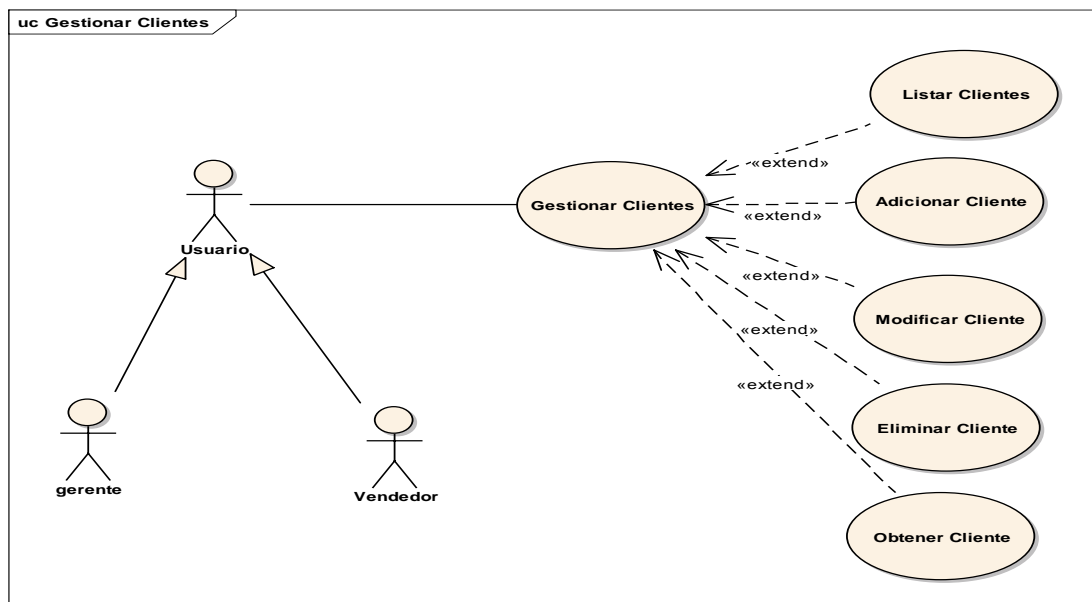 uc Gestionar Clientes
Listar Clientes
«extend»
Adicionar Cliente
Gestionar Clientes
«extend»
Usuario
«extend»
Modificar Cliente
«extend»
«extend»
Eliminar Cliente
gerente
Vendedor
Obtener Cliente